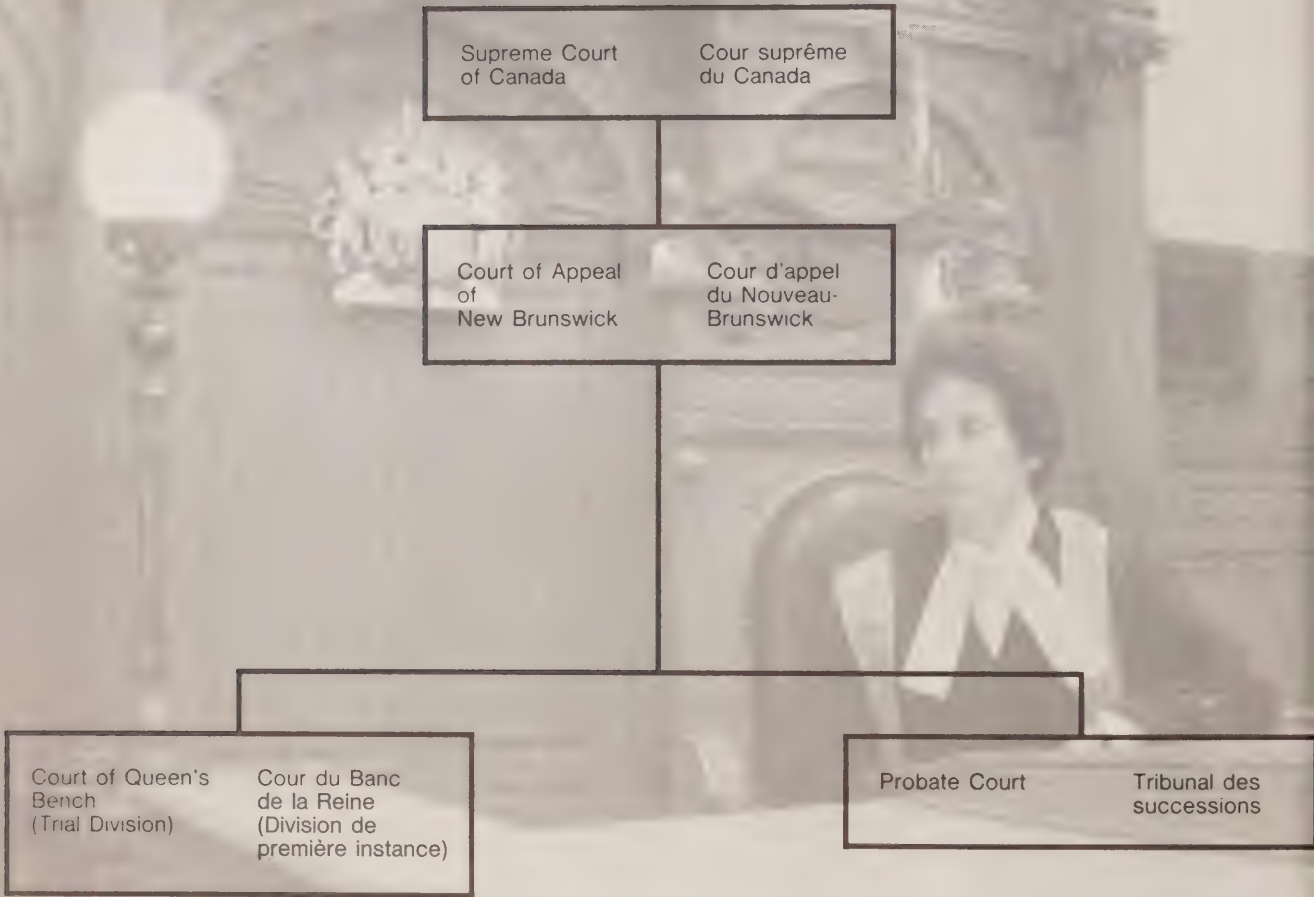 Supreme Court
of Canada
Cour suprême
du Canada
Court of Appeal
of
New Brunswick
Cour d'appel
du Nouveau-
Brunswick
Court of Queen's
Bench
(Trial Division)
Cour du Banc
de la Reine
(Division de
première instance)
Probate Court
Tribunal des
successions